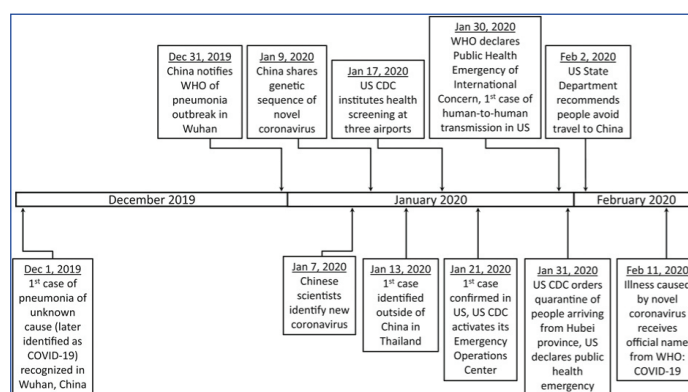 Dec 31, 2019
China notifies
WHO of
pneumonia
outbreak in
Wuhan
Jan 9, 2020
China shares
genetic
sequence of
novel
coronavirus
Jan 17, 2020
US CDC
institutes health
screening at
three airports
Jan 30, 2020
WHO declares
Public Health
Emergency of
International
Concern, 1st case of
human-to-human
transmission in US
Feb 2, 2020
US State
Department
recommends
people avoid
travel to China
December 2019
January 2020
February 2020
Dec 1, 2019
1st case of
pneumonia of
unknown
cause (later
identified as
COVID-19)
recognized in
Wuhan, China
Jan 7, 2020
Chinese
scientists
identify new
coronavirus
Jan 13, 2020
1st case
identified
outside of
China in
Thailand
Jan 21, 2020
1st case
confirmed in
US, US CDC
activates its
Emergency
Operations
Center
Jan 31, 2020
US CDC orders
quarantine of
people arriving
from Hubei
province, US
declares public
health
emergency
Feb 11, 2020
Illness caused
by novel
coronavirus
receives
official name
from WHO:
COVID-19